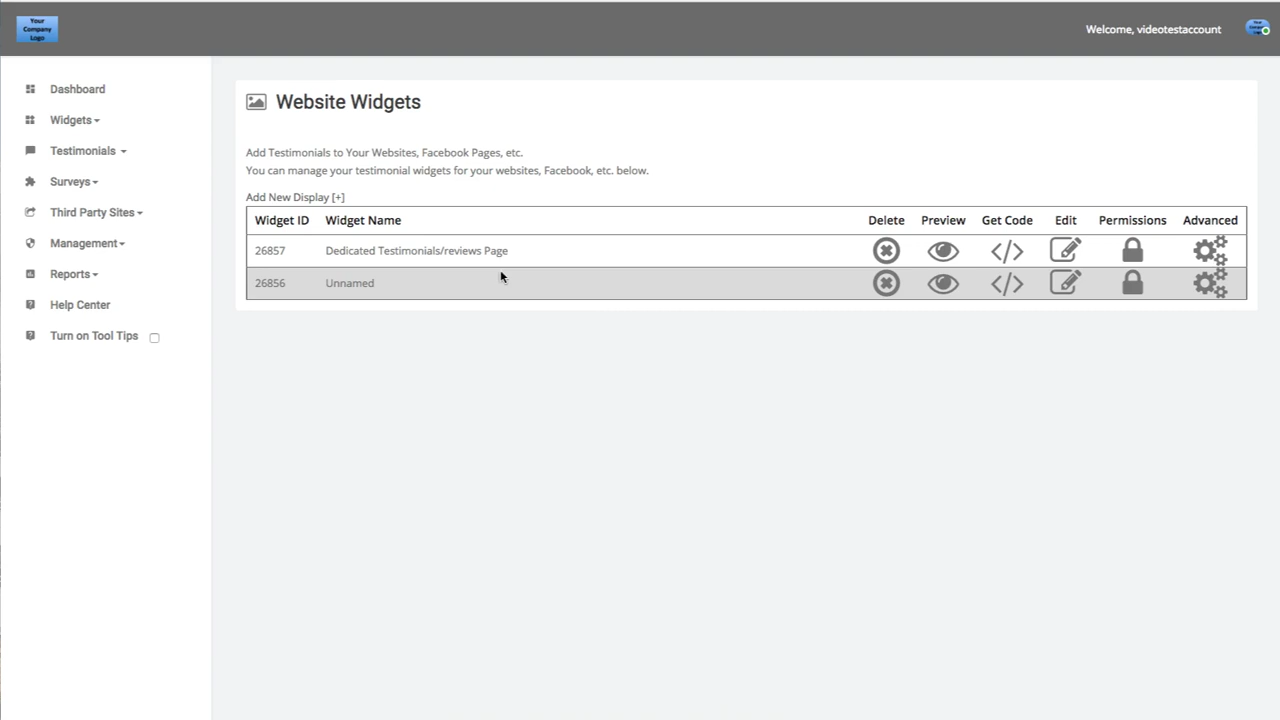 Your
Company
Logo
Welcome, videotestaccount
Dashboard
Widgets
Testimonials
Surveys
Third Party Sites
Management
Reports
Help Center
Turn on Tool Tips
Website Widgets
Add Testimonials to Your Websites, Facebook Pages, etc.
You can manage your testimonial widgets for your websites, Facebook, etc. below.
Add New Display [+]
Widget ID Widget Name Delete Preview Get Code Edit Permissions Advanced
26857 Dedicated Testimonials/reviews Page
26856 Unnamed